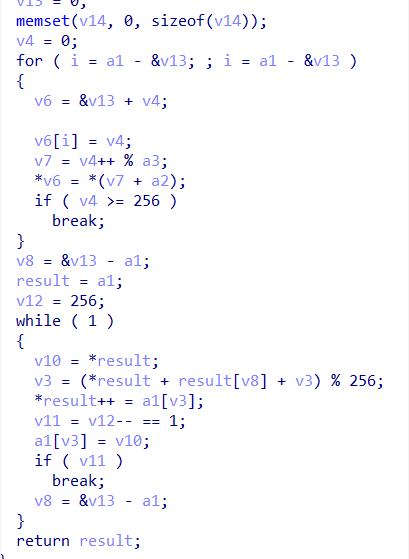 v13 = 0;
memset(v14, 0, sizeof(v14));
v4 = 0;
for ( i = a1 - &v13; ; i = a1 - &v13 )
{
v6 = &v13 + v4;
v6[i] = v4;
v7 = v4++ % a3;
*v6 = *(v7 + a2);
if ( v4 >= 256 )
break;
}
v8 = &v13 - a1;
result = a1;
v12 = 256;
while ( 1 )
{
v10 = *result;
v3 = (*result + result[v8] + v3) % 256;
*result++ = a1[v3];
v11 = v12-- == 1;
a1[v3] = v10;
if ( v11 )
break;
v8 = &v13 - a1;
}
return result;